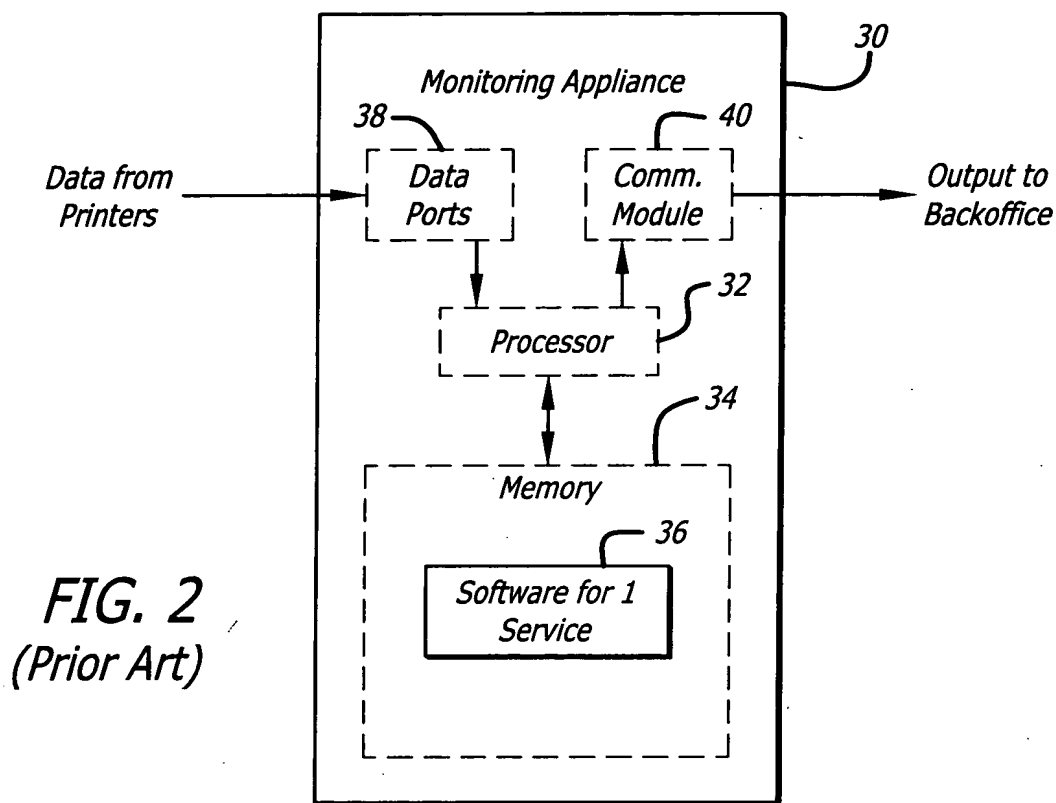 30
Monitoring Appliance
38
40
Data from
Printers
Data
Ports
Comm.
Module
Output to
Backoffice
32
Processor
34
Memory
36
Software for 1
Service
FIG. 2
(Prior Art)